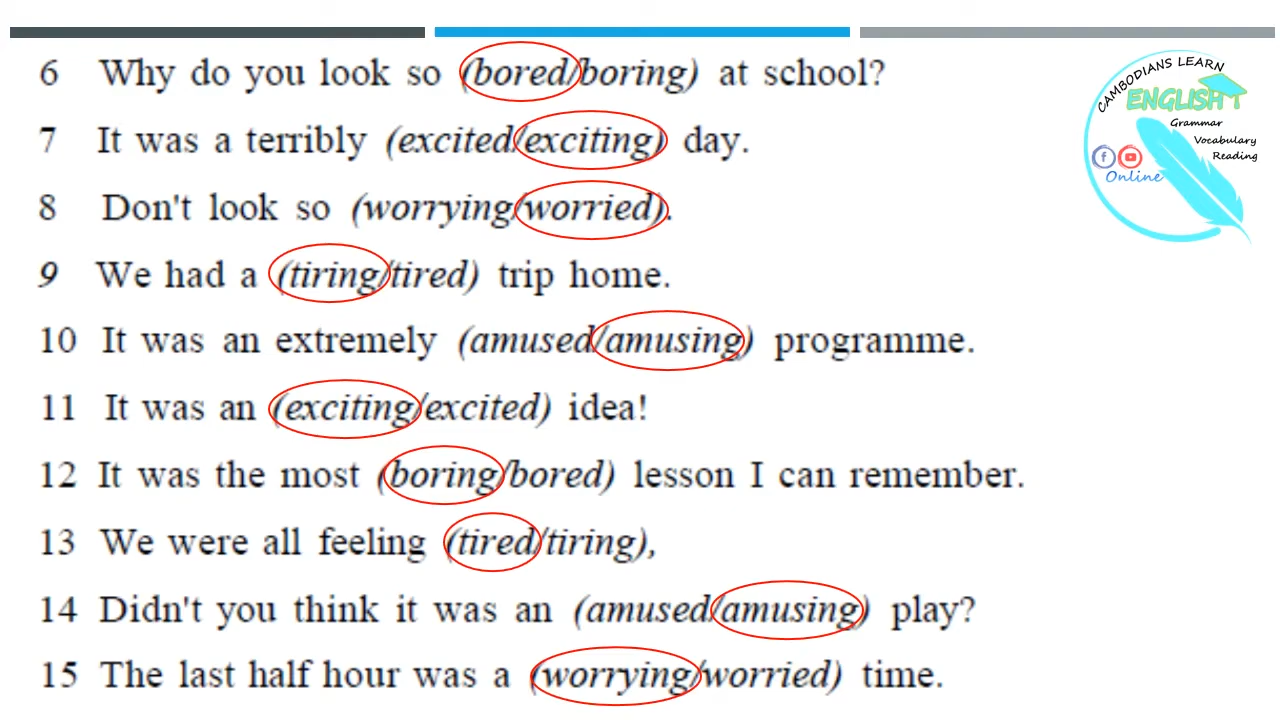 6 Why do you look so (bored/boring) at school?
7 It was a terribly (excited/exciting) day.
8 Don't look so (worrying/worried).
9 We had a (tiring/tired) trip home.
10 It was an extremely (amused/amusing) programme.
11 It was an (exciting/excited) idea!
12 It was the most (boring/bored) lesson I can remember.
13 We were all feeling (tired/tiring),
14 Didn't you think it was an (amused/amusing) play?
15 The last half hour was a (worrying/worried) time.
CAMBODIANS LEARN
ENGLISH
Grammar
Vocabulary
Reading
f
Online